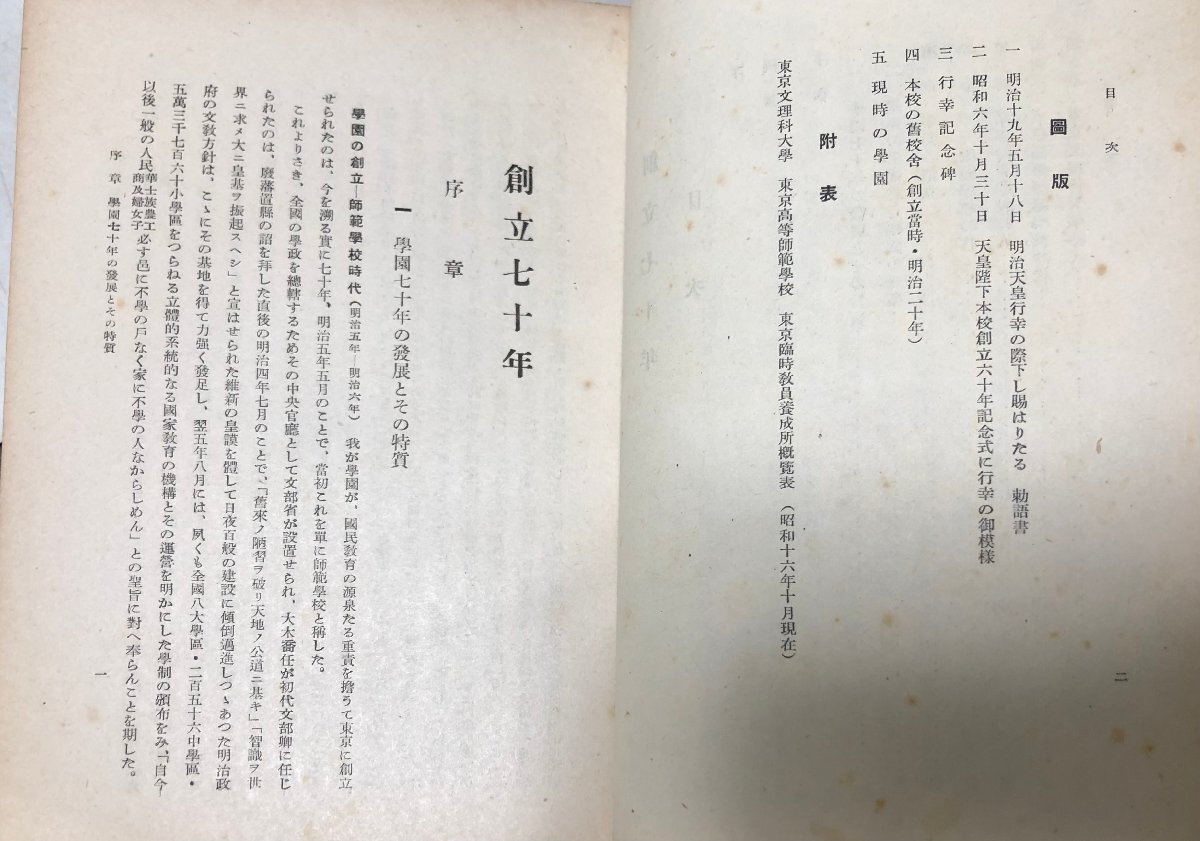 目次
圖版
一 明治十九年五月十八日 明治天皇行幸の際下し賜はりたる 勅語書
二 昭和六年十月三十日 天皇陛下本校創立六十年記念式に行幸の御模樣
三 行幸記念碑
四 本校の舊校舍(創立當時・明治二十年)
五 現時の學園
附表
東京文理科大學 東京高等師範學校 東京臨時敎員養成所槪覽表 (昭和十六年十月現在)
二
創立七十年
序章
一 學園七十年の發展とその特質
學園の創立—師範學校時代(明治五年—明治六年) 我が學園が、國民敎育の源泉たる重責を擔うて東京に創立
せられたのは、今を溯る實に七十年、明治五年五月のことで、當初これを單に師範學校と稱した。
これよりさき、全國の學政を總轄するためその中央官廳として文部省が設置せられ、大木喬任が初代文部卿に任じ
られたのは、廢藩置縣の詔を拜した直後の明治四年七月のことで、「舊來ノ陋習ヲ破リ天地ノ公道ニ基キ」「智識ヲ世
界ニ求メ大ニ皇基ヲ振起スヘシ」と宣はせられた維新の皇謨を體して日夜百般の建設に傾倒邁進しつゝあつた明治政
府の文敎方針は、こゝにその基地を得て力强く發足し、翌五年八月には、夙くも全國八大學區・二百五十六中學區・
五萬三千七百六十小學區をつらねる立體的系統的なる國家敎育の機構とその運營を明かにした學制の頒布をみ、「自今
以後一般の人民華士族農工商及婦女子必す邑に不學の戶なく家に不學の人なからしめん」との聖旨に對へ奉らんことを期した。
序章 學園七十年の發展とその特質
一